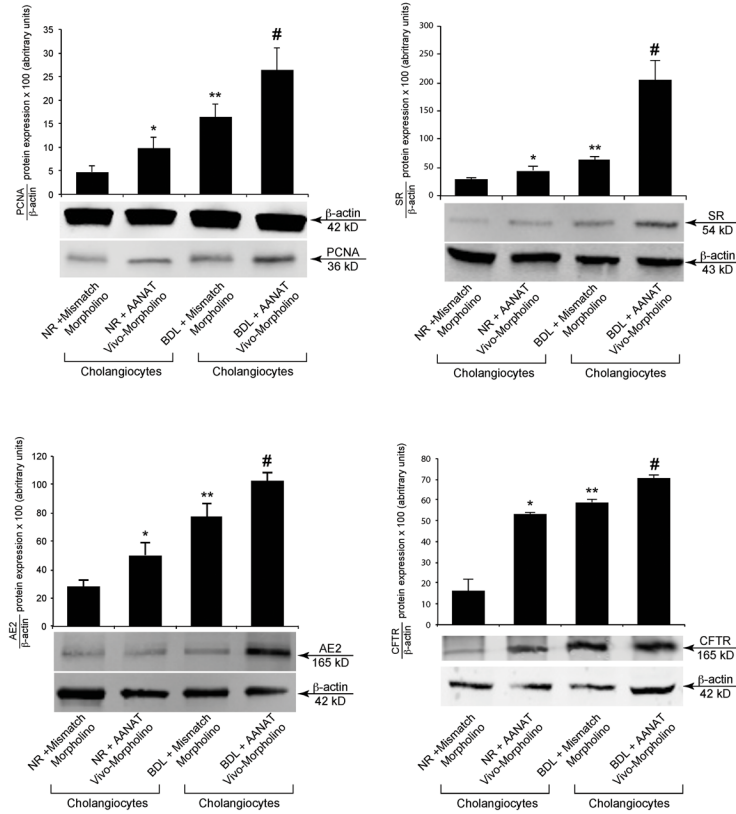 PCNA
β-actin
protein expression x 100 (abritrary units)
35
30
25
20
15
10
5
0
*
**
#
β-actin
42 kD
PCNA
36 kD
NR +Mismatch
Morpholino
NR + AANAT
Vivo-Morpholino
BDL + Mismatch
Morpholino
BDL + AANAT
Vivo-Morpholino
Cholangiocytes
Cholangiocytes
SR
β-actin
protein expression x 100 (abritrary units)
300
250
200
150
100
50
0
*
**
#
SR
54 kD
β-actin
43 kD
NR +Mismatch
Morpholino
NR + AANAT
Vivo-Morpholino
BDL + Mismatch
Morpholino
BDL + AANAT
Vivo-Morpholino
Cholangiocytes
Cholangiocytes
AE2
β-actin
protein expression x 100 (abritrary units)
120
100
80
60
40
20
0
*
**
#
AE2
165 kD
β-actin
42 kD
NR +Mismatch
Morpholino
NR + AANAT
Vivo-Morpholino
BDL + Mismatch
Morpholino
BDL + AANAT
Vivo-Morpholino
Cholangiocytes
Cholangiocytes
CFTR
β-actin
protein expression x 100 (abritrary units)
80
70
60
50
40
30
20
10
0
*
**
#
CFTR
165 kD
β-actin
42 kD
NR +Mismatch
Morpholino
NR + AANAT
Vivo-Morpholino
BDL + Mismatch
Morpholino
BDL + AANAT
Vivo-Morpholino
Cholangiocytes
Cholangiocytes